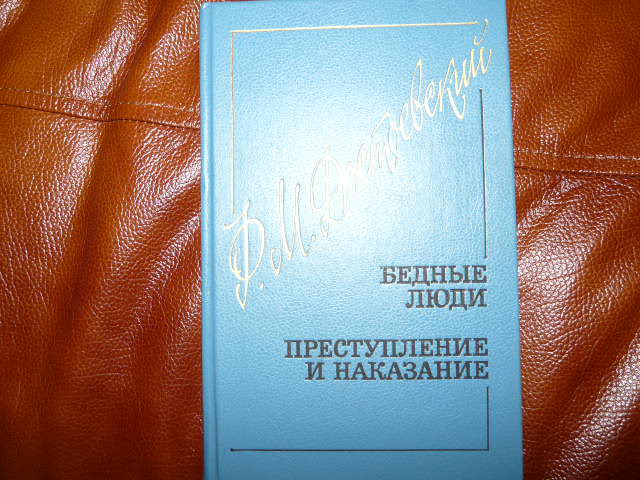 Ф. М. Достоевский
БЕДНЫЕ
ЛЮДИ
ПРЕСТУПЛЕНИЕ
И НАКАЗАНИЕ